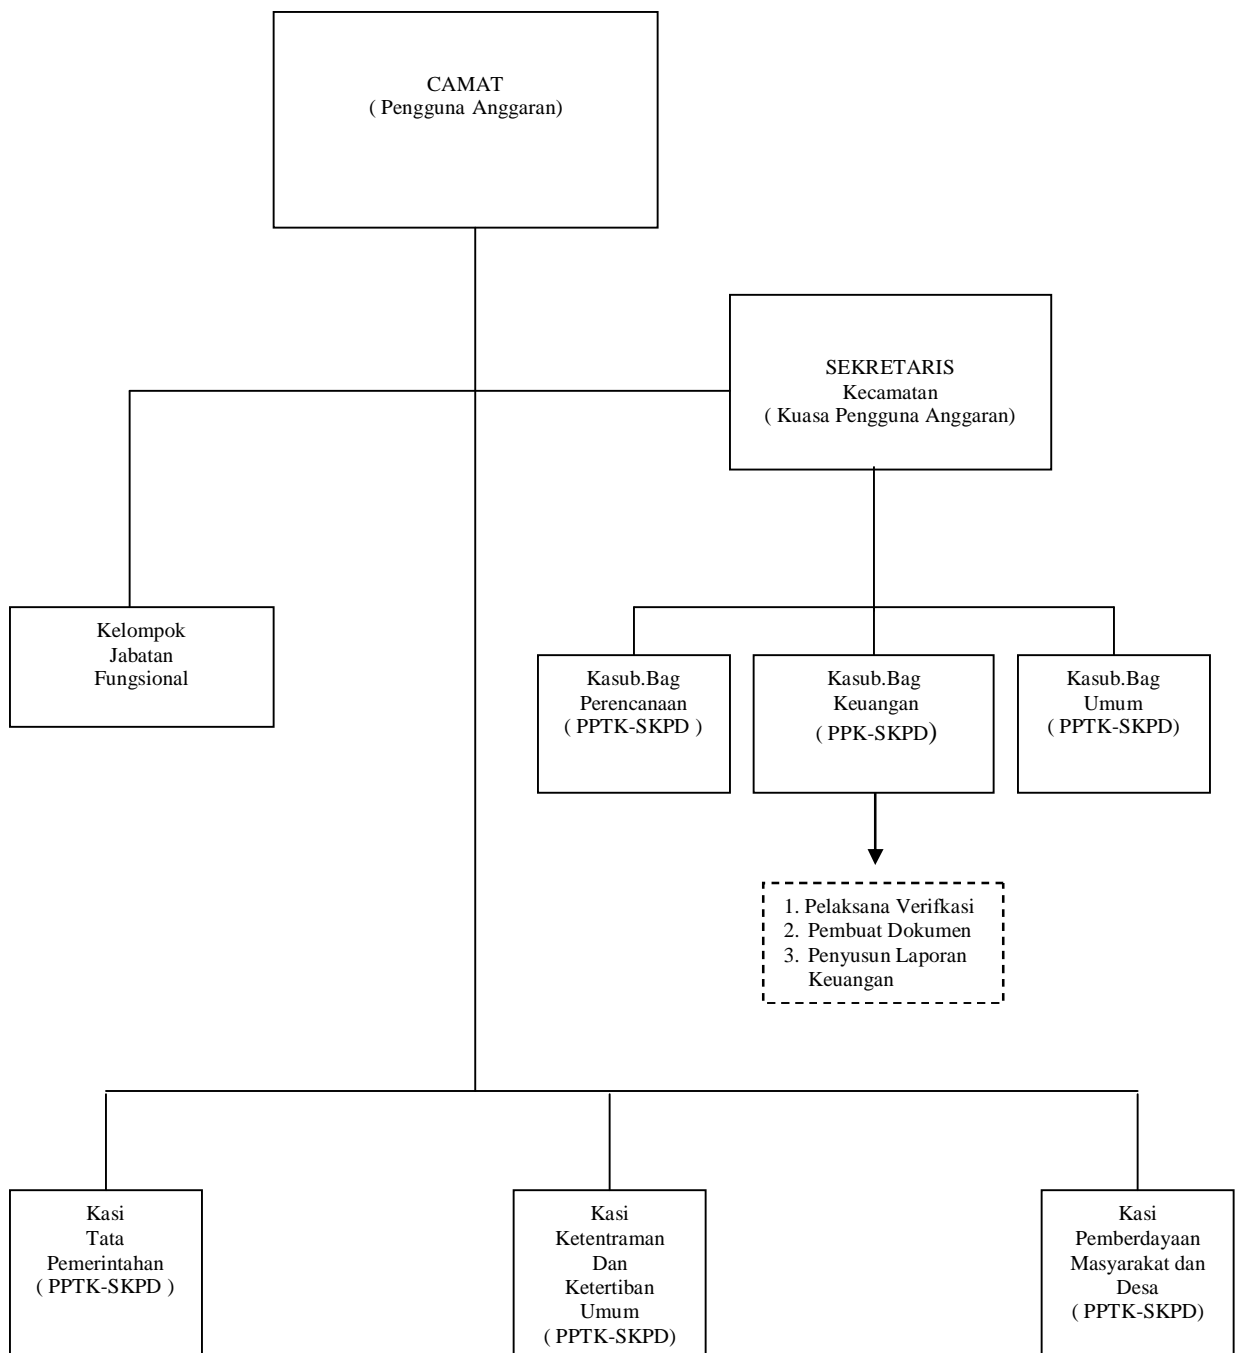 CAMAT
( Pengguna Anggaran)
SEKRETARIS
Kecamatan
( Kuasa Pengguna Anggaran)
Kelompok
Jabatan
Fungsional
Kasub.Bag
Perencanaan
( PPTK-SKPD )
Kasub.Bag
Keuangan
( PPK-SKPD)
Kasub.Bag
Umum
( PPTK-SKPD)
1. Pelaksana Verifkasi
2. Pembuat Dokumen
3. Penyusun Laporan
Keuangan
Kasi
Tata
Pemerintahan
( PPTK-SKPD )
Kasi
Ketentraman
Dan
Ketertiban
Umum
( PPTK-SKPD)
Kasi
Pemberdayaan
Masyarakat dan
Desa
( PPTK-SKPD)